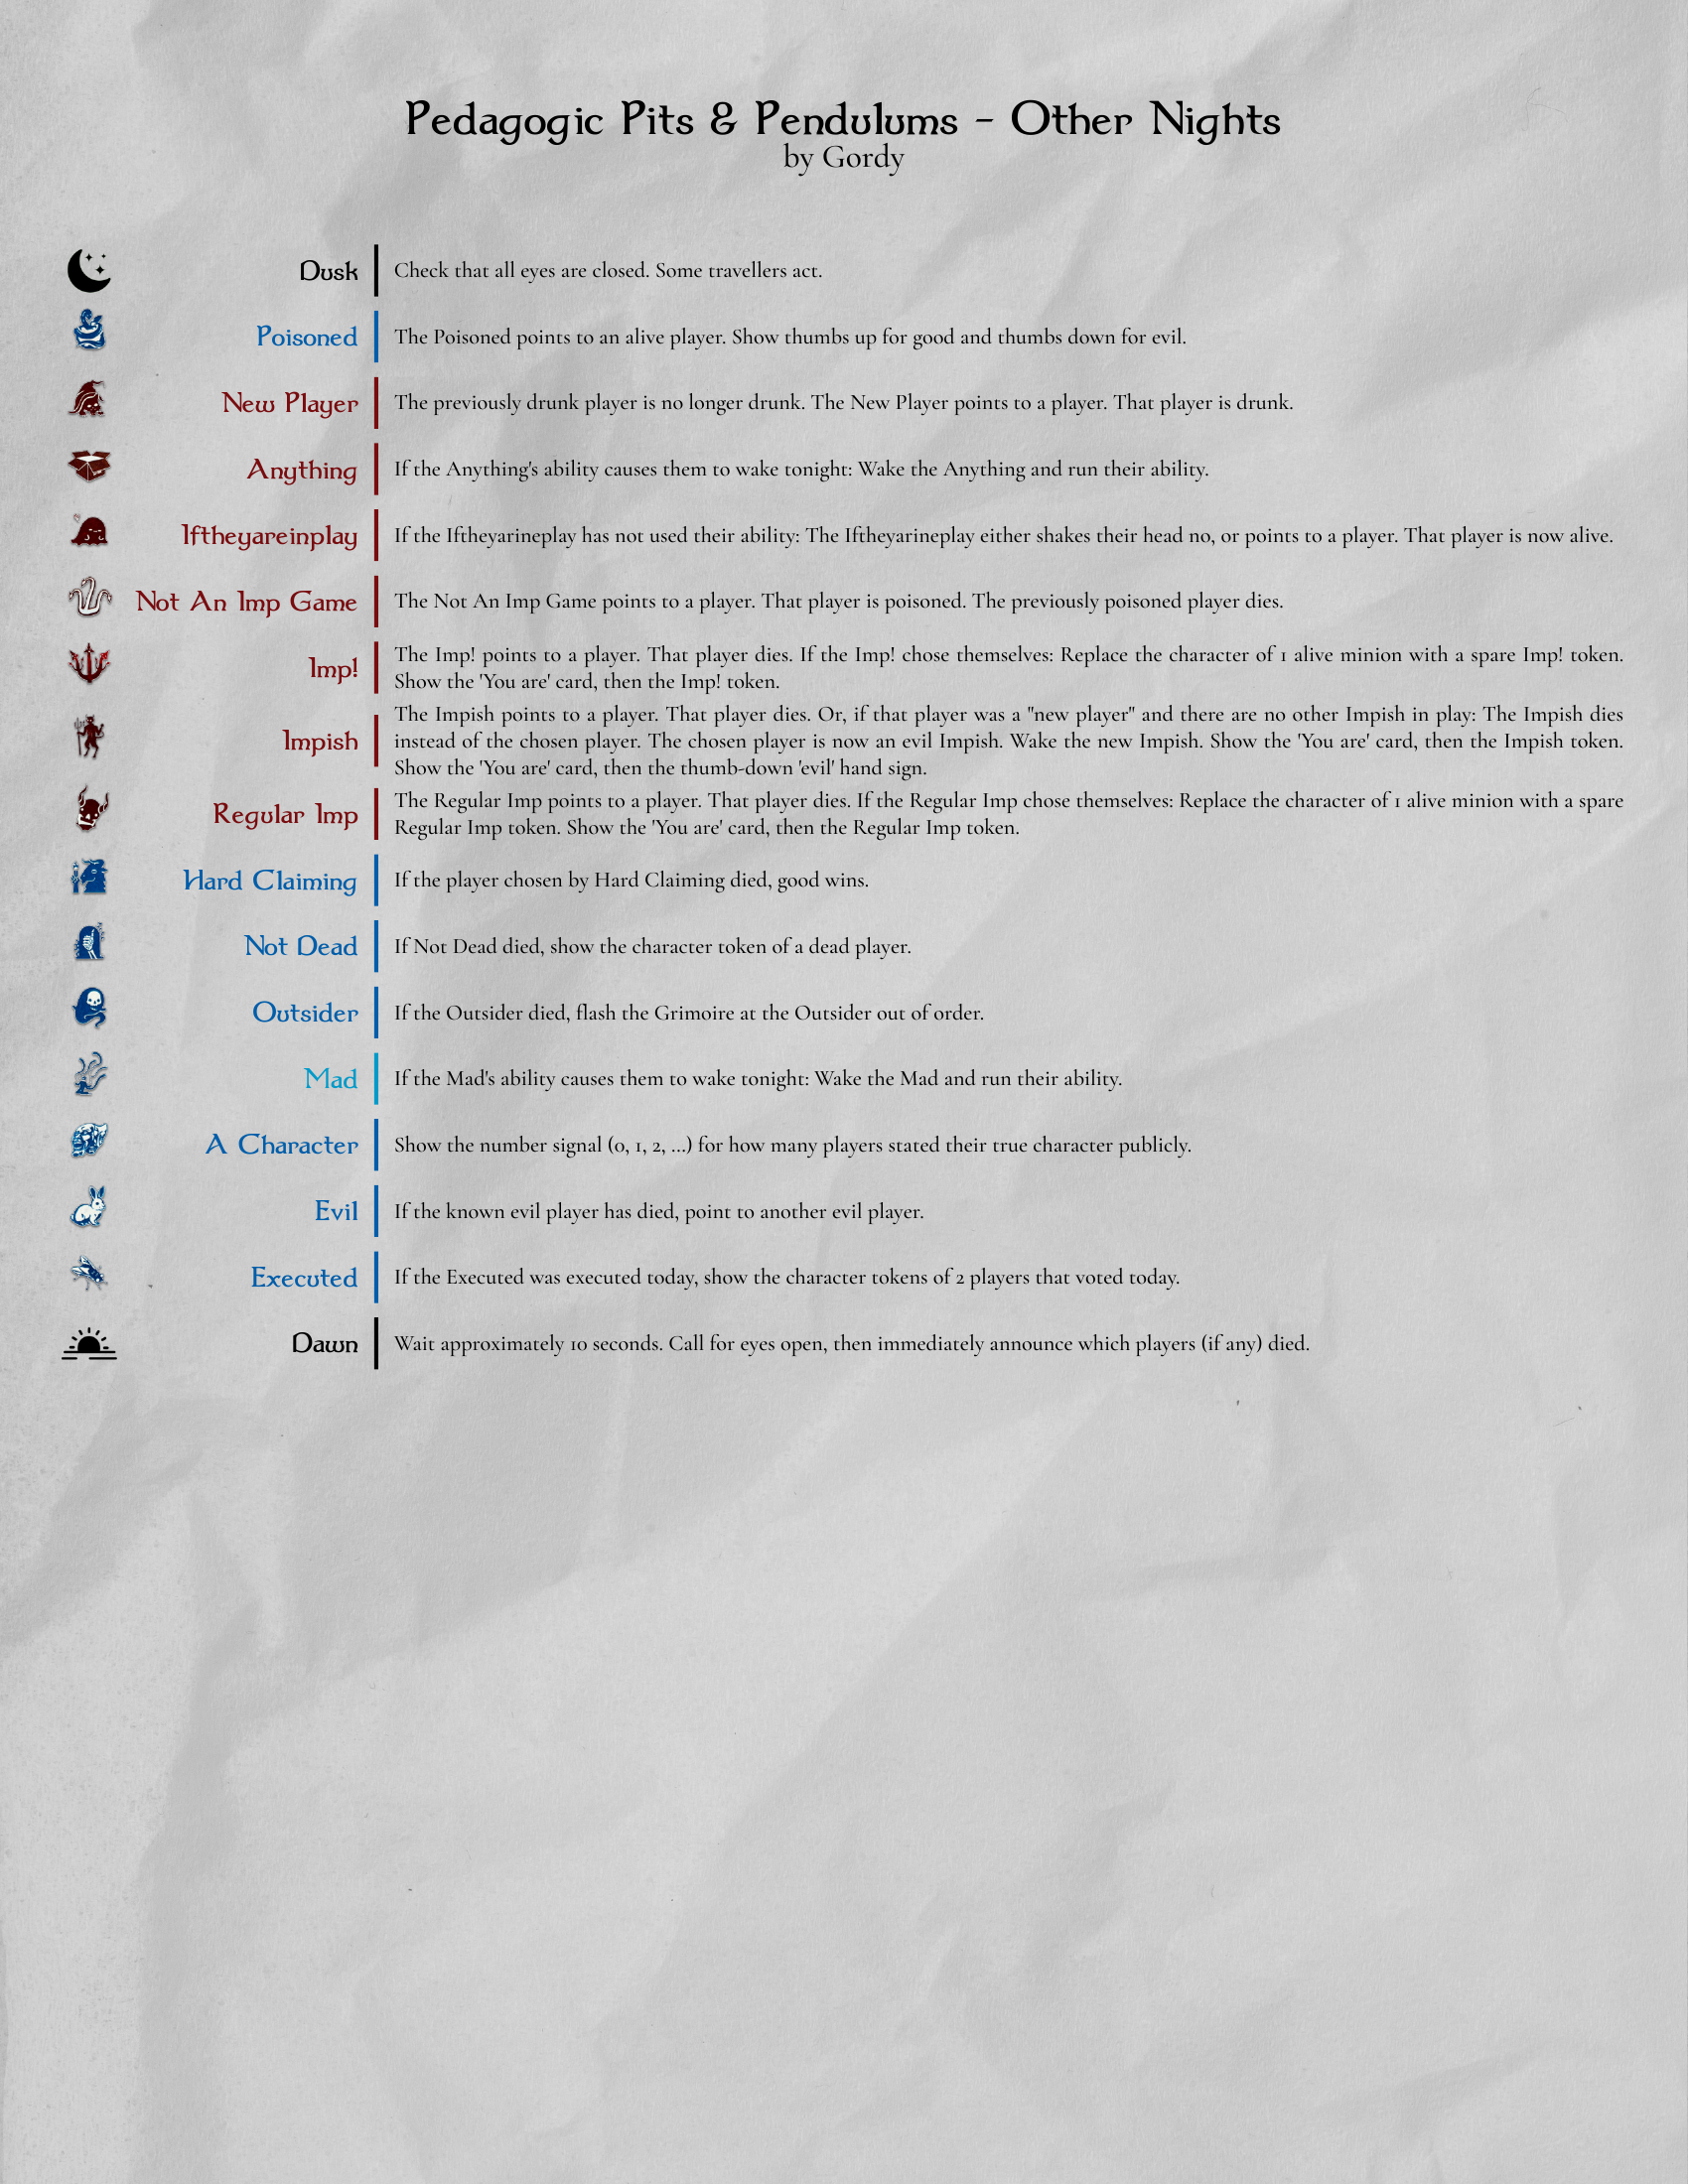 Pedagogic Pits & Pendulums - Other Nights
by Gordy
Dusk
Check that all eyes are closed. Some travellers act.
Poisoned
The Poisoned points to an alive player. Show thumbs up for good and thumbs down for evil.
New Player
The previously drunk player is no longer drunk. The New Player points to a player. That player is drunk.
Anything
If the Anything's ability causes them to wake tonight: Wake the Anything and run their ability.
Iftheyareinplay
If the Iftheyarineplay has not used their ability: The Iftheyarineplay either shakes their head no, or points to a player. That player is now alive.
Not An Imp Game
The Not An Imp Game points to a player. That player is poisoned. The previously poisoned player dies.
Imp!
The Imp! points to a player. That player dies. If the Imp! chose themselves: Replace the character of 1 alive minion with a spare Imp! token.
Show the 'You are' card, then the Imp! token.
Impish
The Impish points to a player. That player dies. Or, if that player was a "new player" and there are no other Impish in play: The Impish dies
instead of the chosen player. The chosen player is now an evil Impish. Wake the new Impish. Show the 'You are' card, then the Impish token.
Show the 'You are' card, then the thumb-down 'evil' hand sign.
Regular Imp
The Regular Imp points to a player. That player dies. If the Regular Imp chose themselves: Replace the character of 1 alive minion with a spare
Regular Imp token. Show the 'You are' card, then the Regular Imp token.
Hard Claiming
If the player chosen by Hard Claiming died, good wins.
Not Dead
If Not Dead died, show the character token of a dead player.
Outsider
If the Outsider died, flash the Grimoire at the Outsider out of order.
Mad
If the Mad's ability causes them to wake tonight: Wake the Mad and run their ability.
A Character
Show the number signal (0, 1, 2, ...) for how many players stated their true character publicly.
Evil
If the known evil player has died, point to another evil player.
Executed
If the Executed was executed today, show the character tokens of 2 players that voted today.
Dawn
Wait approximately 10 seconds. Call for eyes open, then immediately announce which players (if any) died.